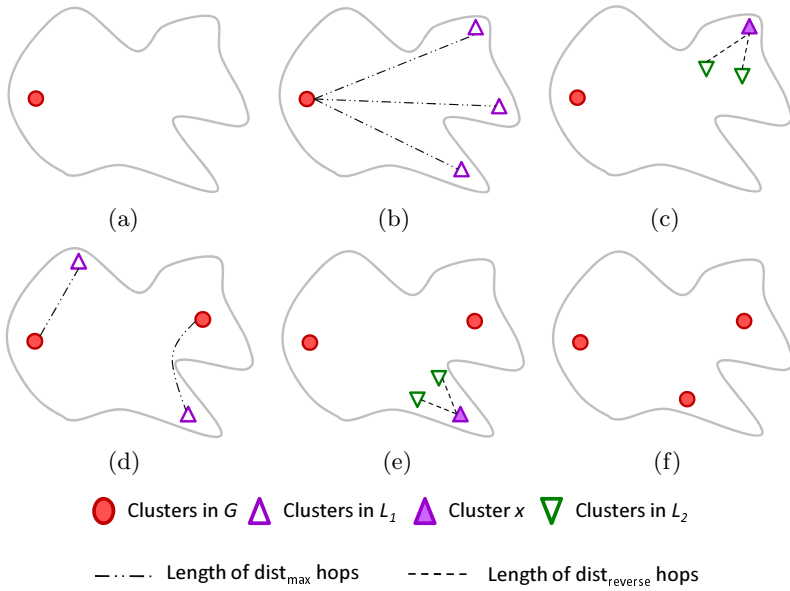 (a) (b) (c)
(d) (e) (f)
Clusters in G Clusters in L1 Cluster x Clusters in L2
Length of distmax hops Length of distreverse hops